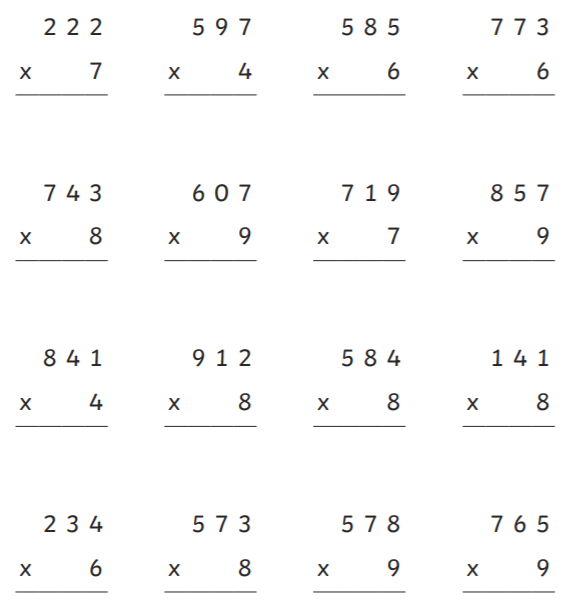 222 597 585 773
x 7 x 4 x 6 x 6
743 607 719 857
x 8 x 9 x 7 x 9
841 912 584 141
x 4 x 8 x 8 x 8
234 573 578 765
x 6 x 8 x 9 x 9